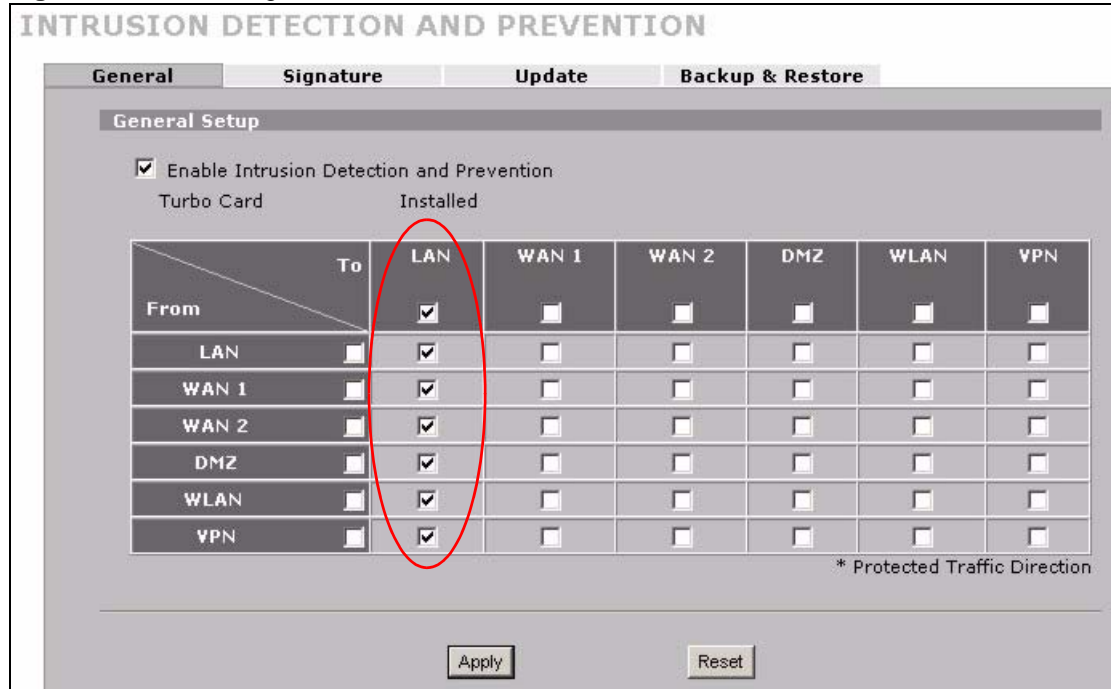 INTRUSION DETECTION AND PREVENTION
General Signature Update Backup & Restore
General Setup
Enable Intrusion Detection and Prevention
Turbo Card Installed
To LAN WAN 1 WAN 2 DMZ WLAN VPN
From
LAN
WAN 1
WAN 2
DMZ
WLAN
VPN
* Protected Traffic Direction
Apply Reset